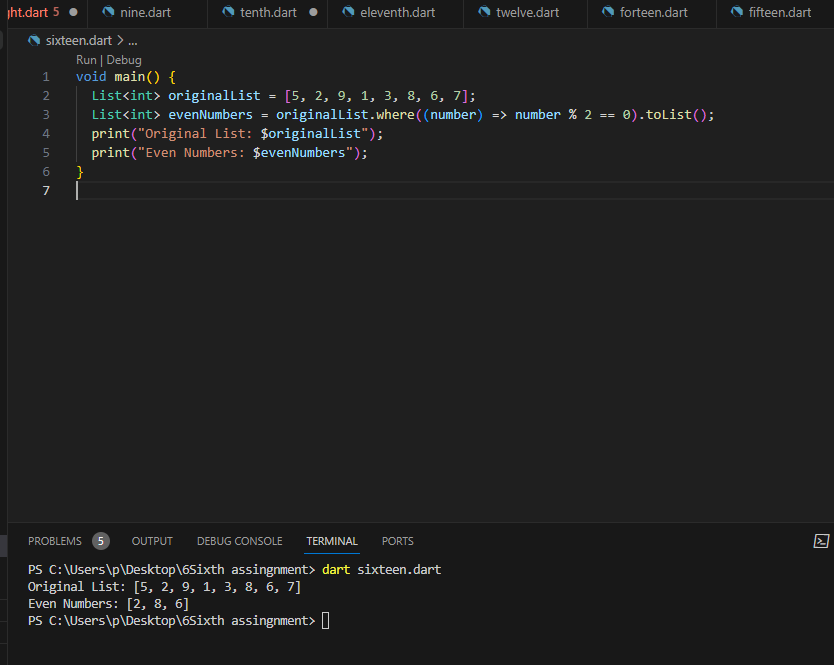 ght.dart 5 nine.dart tenth.dart eleventh.dart twelve.dart forteen.dart fifteen.dart
sixteen.dart > ...
Run | Debug
1 void main() {
2 List<int> originalList = [5, 2, 9, 1, 3, 8, 6, 7];
3 List<int> evenNumbers = originalList.where((number) => number % 2 == 0).toList();
4 print("Original List: $originalList");
5 print("Even Numbers: $evenNumbers");
6 }
7
PROBLEMS 5 OUTPUT DEBUG CONSOLE TERMINAL PORTS
PS C:\Users\p\Desktop\6Sixth assingnment> dart sixteen.dart
Original List: [5, 2, 9, 1, 3, 8, 6, 7]
Even Numbers: [2, 8, 6]
PS C:\Users\p\Desktop\6Sixth assingnment>